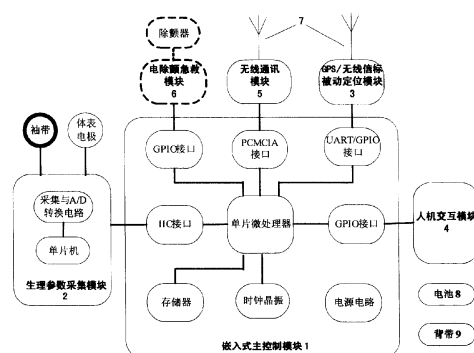 除颤器
7
电除颤急救
模块
6
无线通讯
模块
5
GPS/无线信标
被动定位模块
3
袖带
体表
电极
GPIO接口
PCMCIA
接口
UART/GPIO
接口
采集与A/D
转换电路
单片机
生理参数采集模块
2
IIC接口
单片微处理器
GPIO接口
人机交互模块
4
存储器
时钟晶振
电源电路
电池8
背带9
嵌入式主控制模块1